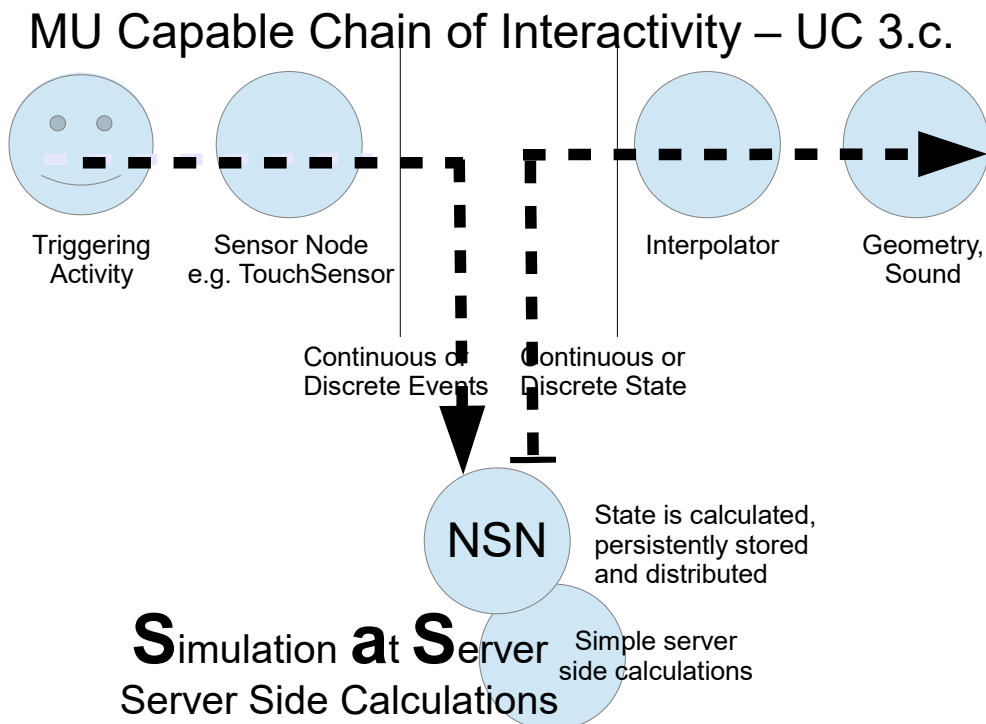 MU Capable Chain of Interactivity – UC 3.c.
Triggering
Activity
Sensor Node
e.g. TouchSensor
Interpolator
Geometry,
Sound
Continuous or
Discrete Events
Continuous or
Discrete State
NSN
State is calculated,
persistently stored
and distributed
Simulation at Server
Server Side Calculations
Simple server
side calculations